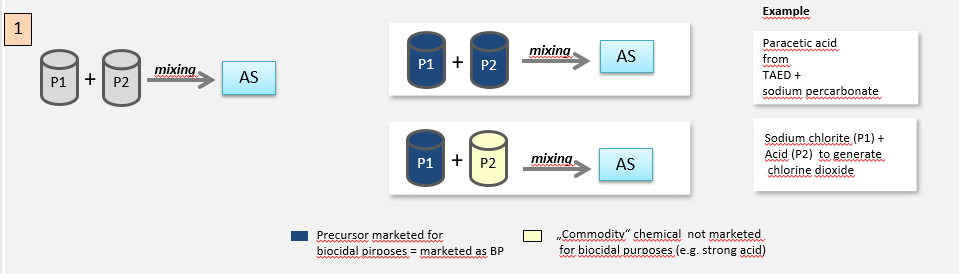 Example
1
P1 + P2 mixing AS
P1 + P2 mixing AS
Paracetic acid
from
TAED +
sodium percarbonate
P1 + P2 mixing AS
Sodium chlorite (P1) +
Acid (P2) to generate
chlorine dioxide
Precursor marketed for
biocidal pirposes = marketed as BP
„Commodity“ chemical not marketed
for biocidal purposes (e.g. strong acid)